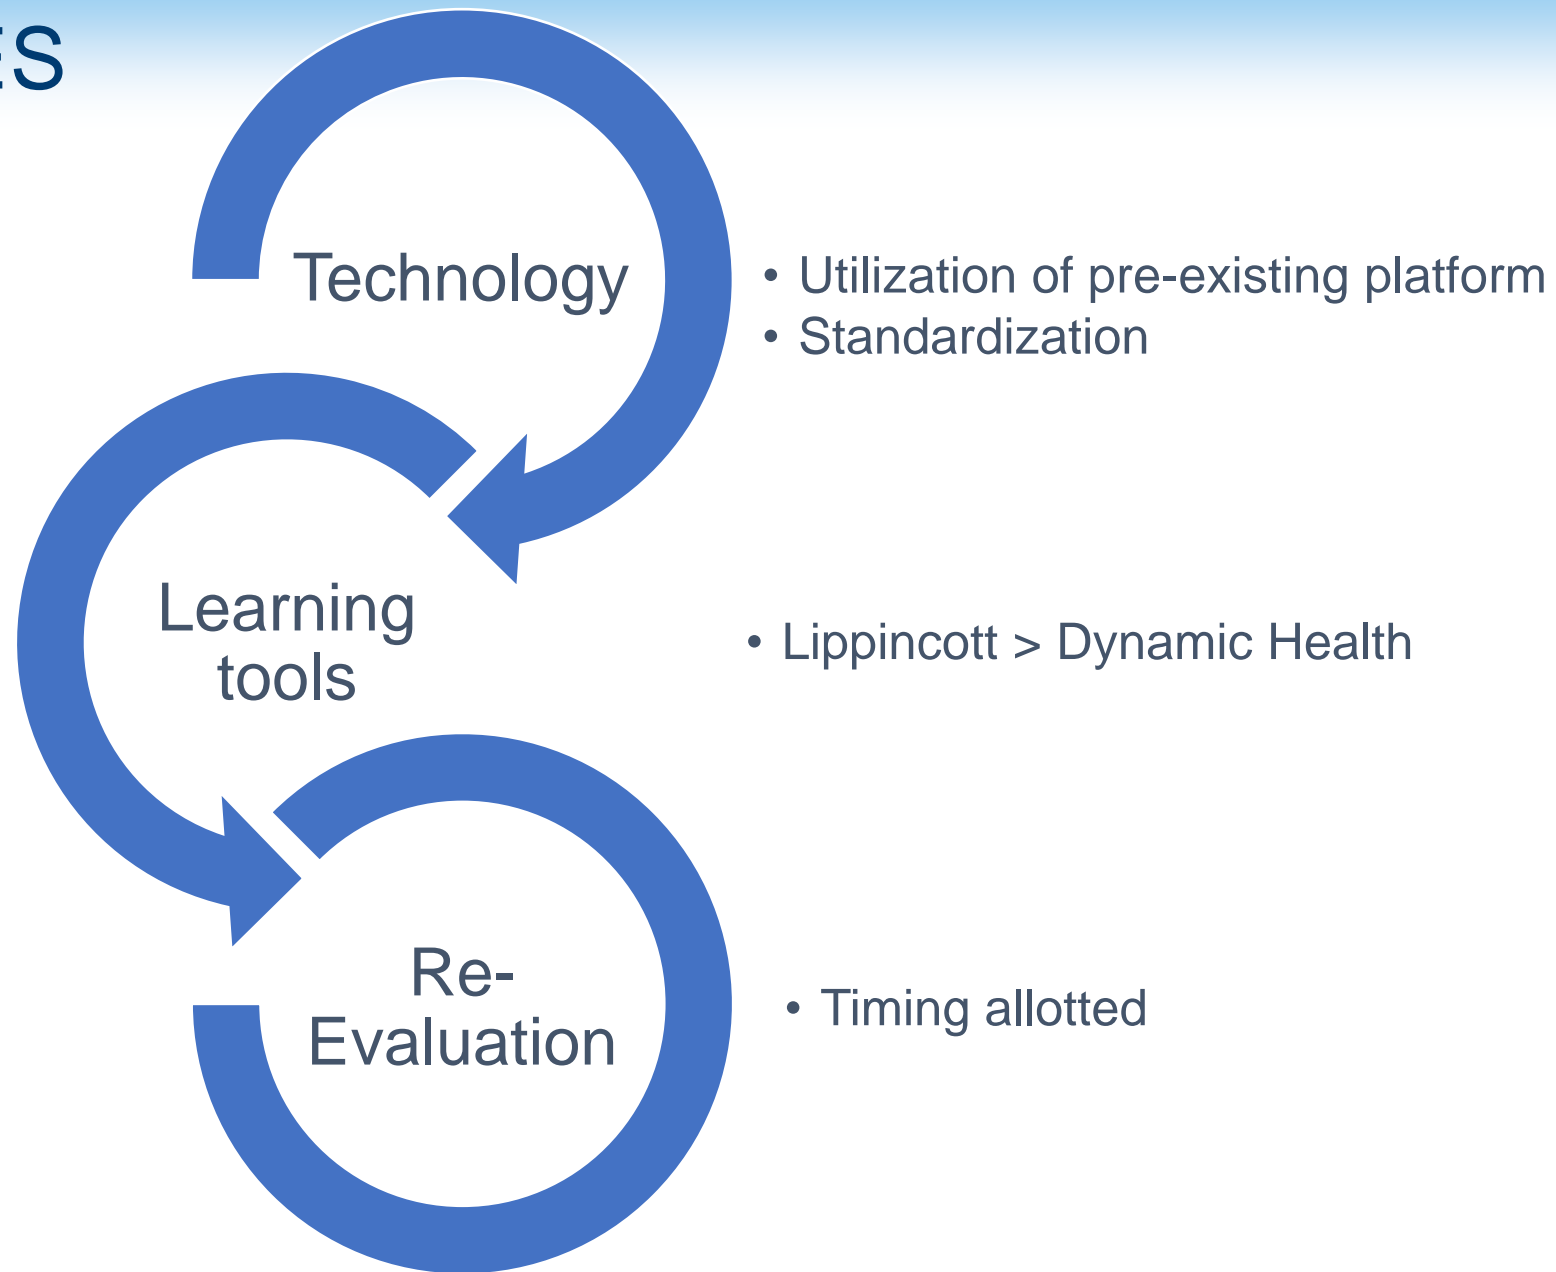 ES
Technology
• Utilization of pre-existing platform
• Standardization
Learning
tools
• Lippincott > Dynamic Health
Re-
Evaluation
• Timing allotted